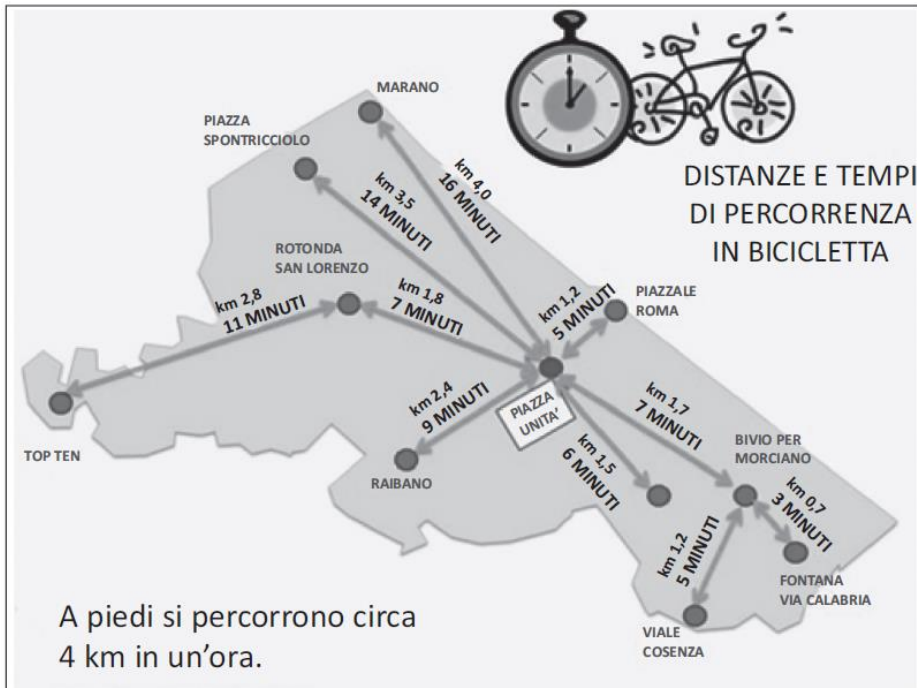 MARANO
PIAZZA
SPONTRICCIOLO
km 4,0
16 MINUTI
km 3,5
14 MINUTI
DISTANZE E TEMPI
DI PERCORRENZA
IN BICICLETTA
ROTONDA
SAN LORENZO
km 2,8
11 MINUTI
km 1,8
7 MINUTI
km 1,2
5 MINUTI
PIAZZALE
ROMA
TOP TEN
km 2,4
9 MINUTI
RAIBANO
PIAZZA
UNITA'
km 1,7
7 MINUTI
km 1,5
6 MINUTI
BIVIO PER
MORCIANO
km 0,7
3 MINUTI
km 1,2
5 MINUTI
FONTANA
VIA CALABRIA
VIALE
COSENZA
A piedi si percorrono circa
4 km in un'ora.